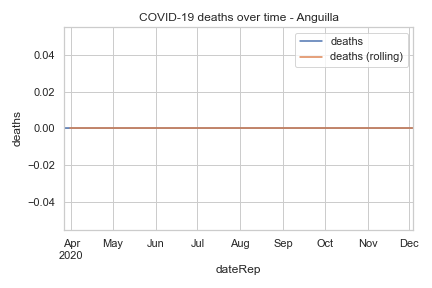 COVID-19 deaths over time - Anguilla
deaths
deaths (rolling)
0.04
0.02
0.00
−0.02
−0.04
deaths
Apr May Jun Jul Aug Sep Oct Nov Dec
2020
dateRep